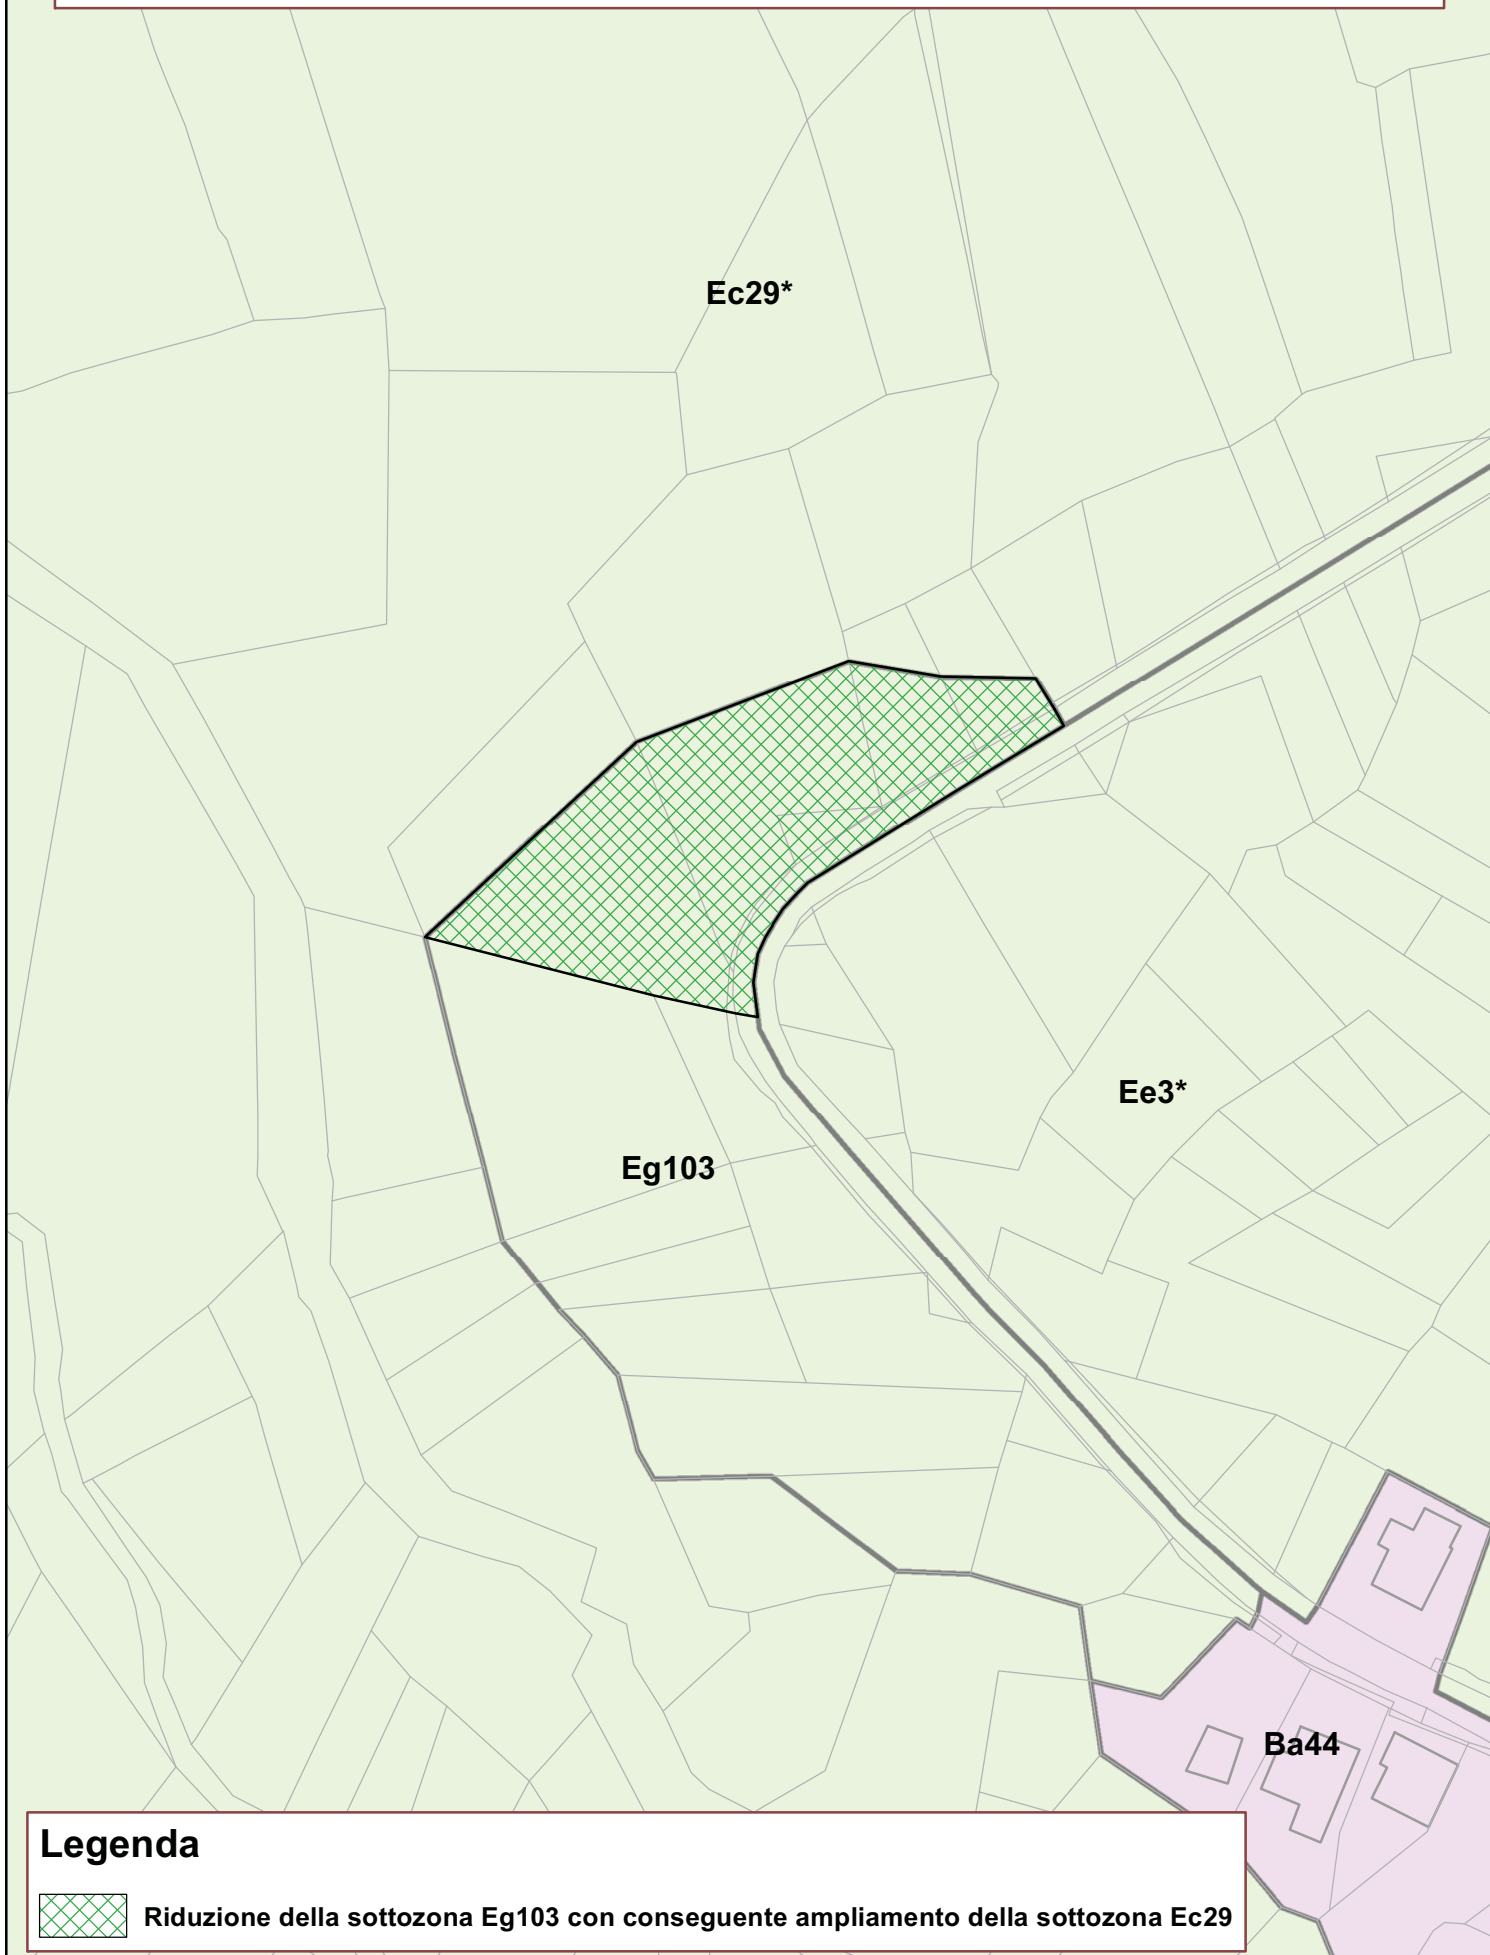 Ec29*
Ee3*
Eg103
Ba44
Legenda
Riduzione della sottozona Eg103 con conseguente ampliamento della sottozona Ec29